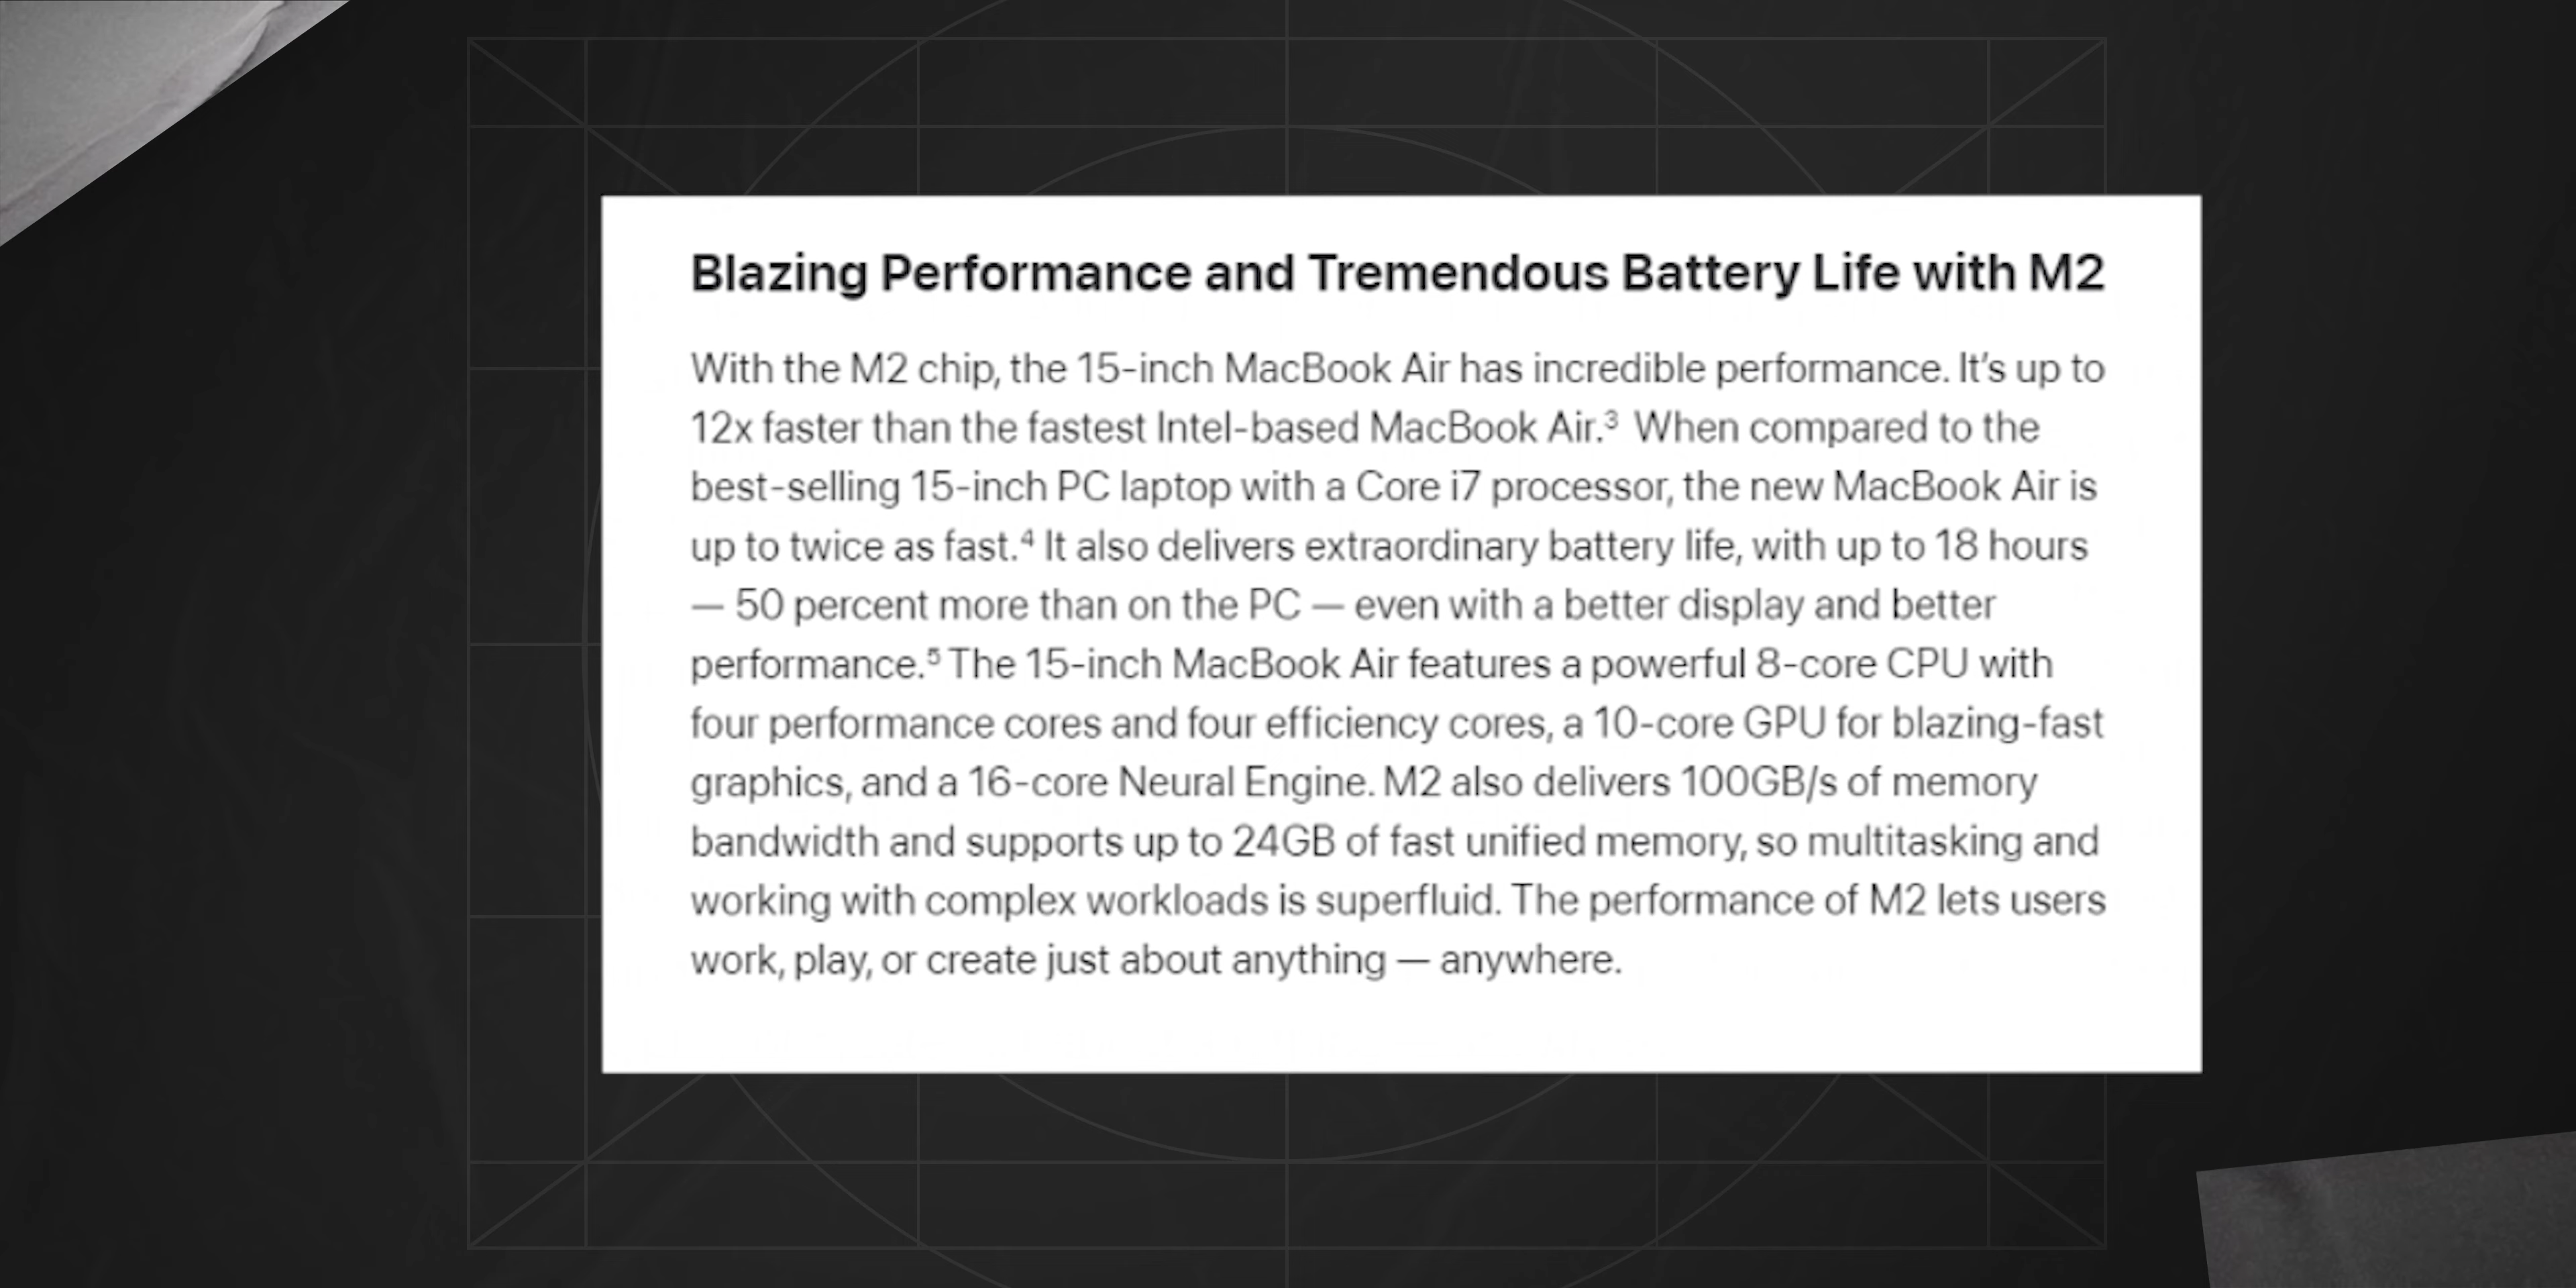 Blazing Performance and Tremendous Battery Life with M2
With the M2 chip, the 15-inch MacBook Air has incredible performance. It’s up to
12x faster than the fastest Intel-based MacBook Air.³ When compared to the
best-selling 15-inch PC laptop with a Core i7 processor, the new MacBook Air is
up to twice as fast.⁴ It also delivers extraordinary battery life, with up to 18 hours
— 50 percent more than on the PC — even with a better display and better
performance.⁵ The 15-inch MacBook Air features a powerful 8-core CPU with
four performance cores and four efficiency cores, a 10-core GPU for blazing-fast
graphics, and a 16-core Neural Engine. M2 also delivers 100GB/s of memory
bandwidth and supports up to 24GB of fast unified memory, so multitasking and
working with complex workloads is superfluid. The performance of M2 lets users
work, play, or create just about anything — anywhere.